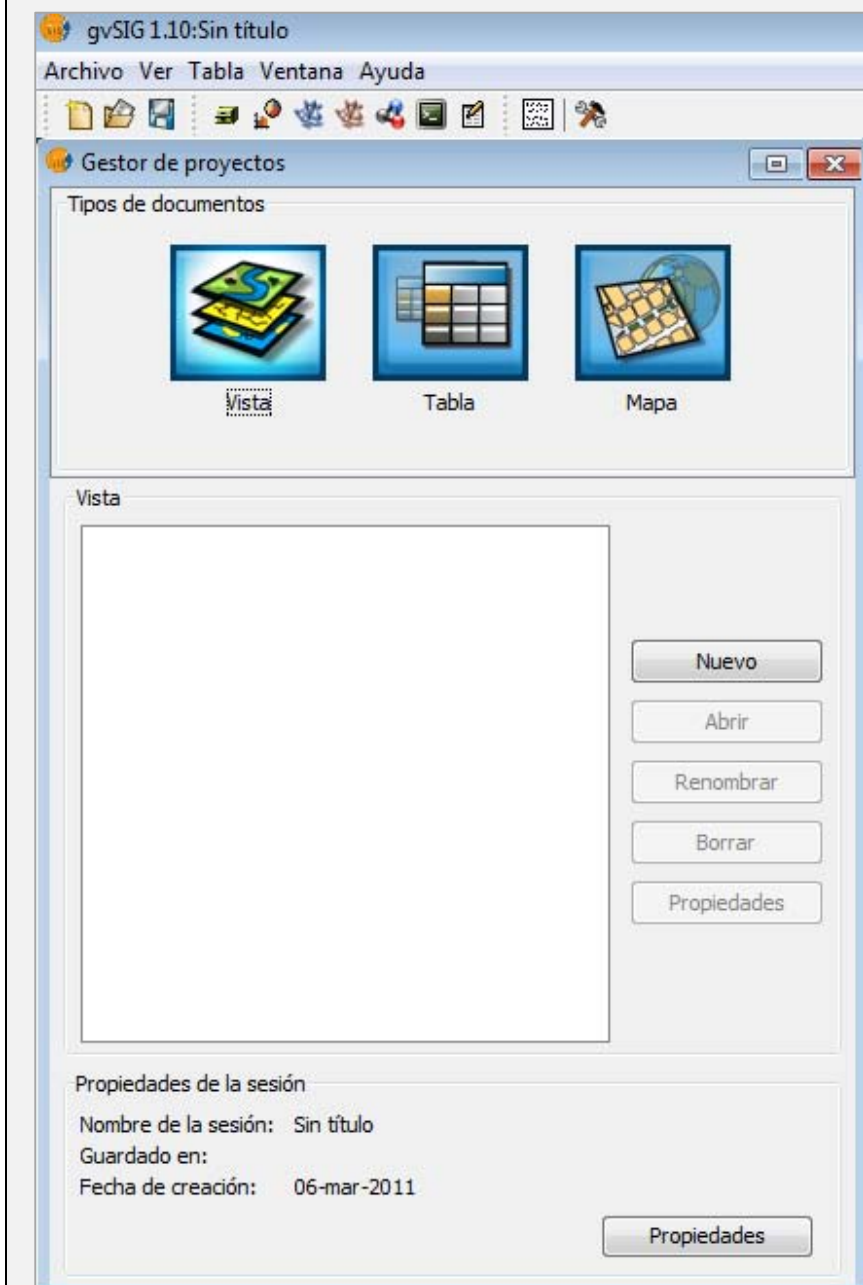 gvSIG 1.10:Sin título
Archivo Ver Tabla Ventana Ayuda
Gestor de proyectos
Tipos de documentos
Vista Tabla Mapa
Vista
Nuevo
Abrir
Renombrar
Borrar
Propiedades
Propiedades de la sesión
Nombre de la sesión: Sin título
Guardado en:
Fecha de creación: 06-mar-2011
Propiedades